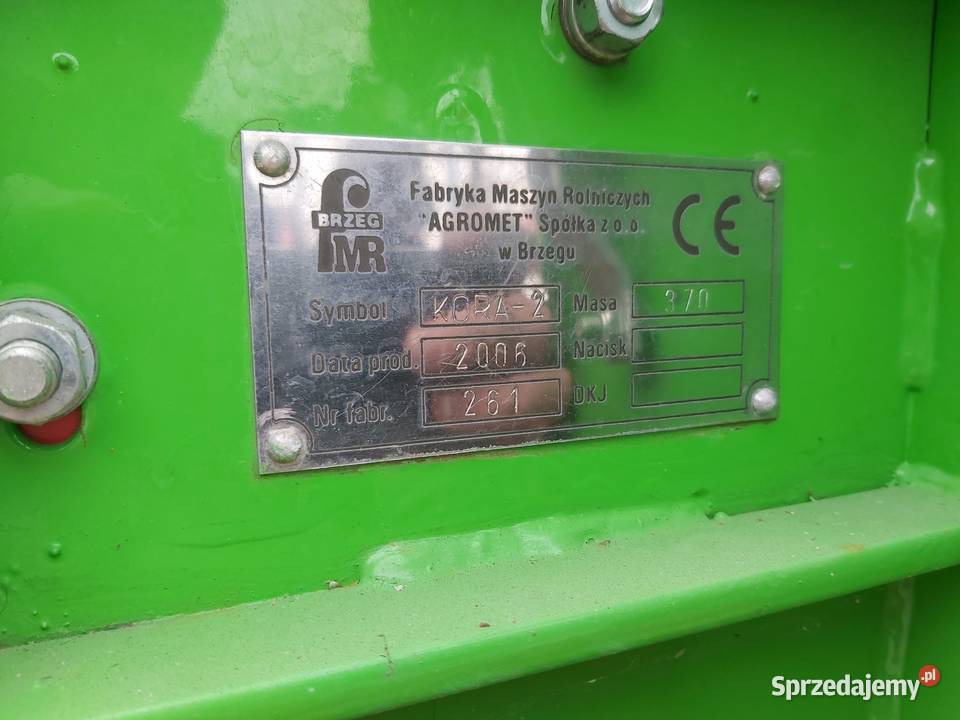 BRZEG
FMR
Fabryka Maszyn Rolniczych
"AGROMET" Spółka z o.o.
w Brzegu
CE
Symbol KORA-2 Masa 370
Data prod. 2006 Nacisk
Nr fabr. 261 DKJ
Sprzedajemy.pl